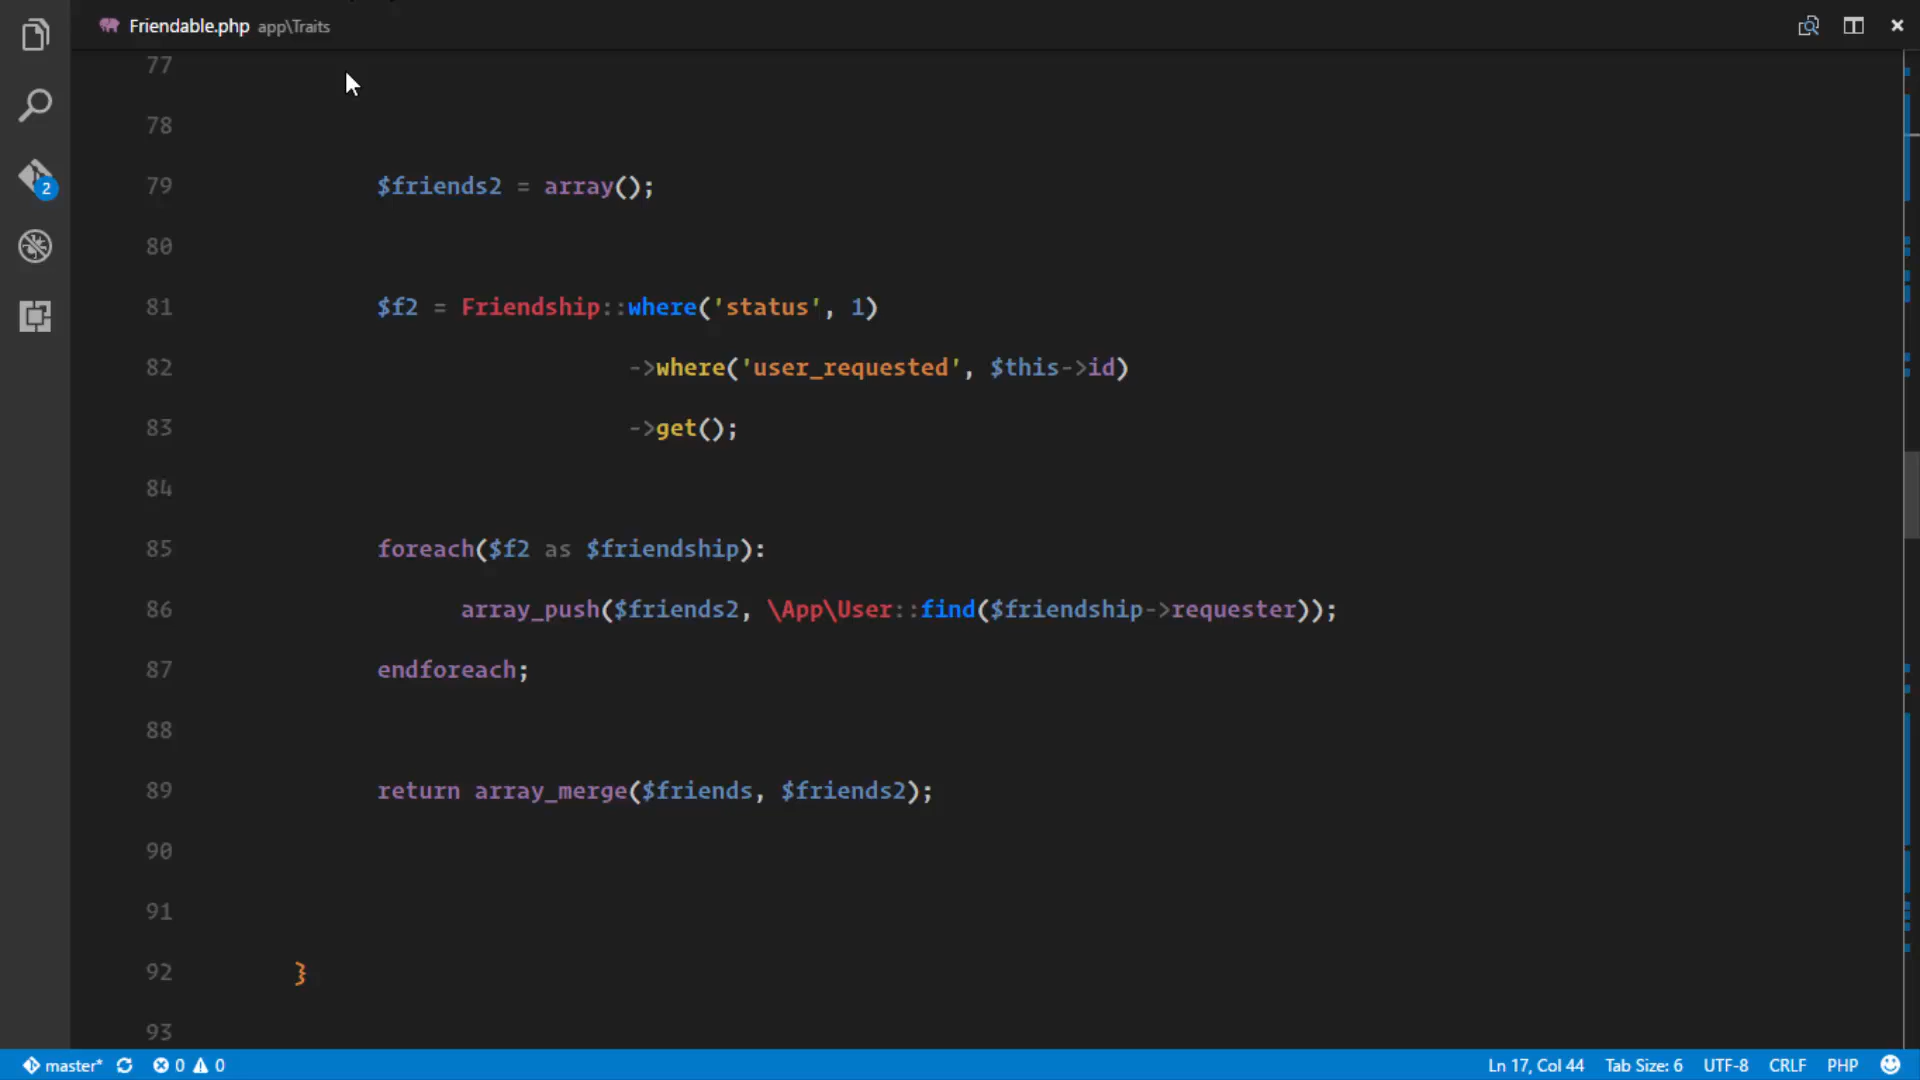 Friendable.php app\Traits
77
78
79 $friends2 = array();
80
81 $f2 = Friendship::where('status', 1)
82 ->where('user_requested', $this->id)
83 ->get();
84
85 foreach($f2 as $friendship):
86 array_push($friends2, \App\User::find($friendship->requester));
87 endforeach;
88
89 return array_merge($friends, $friends2);
90
91
92 }
93
2
master* 0 0 Ln 17, Col 44 Tab Size: 6 UTF-8 CRLF PHP